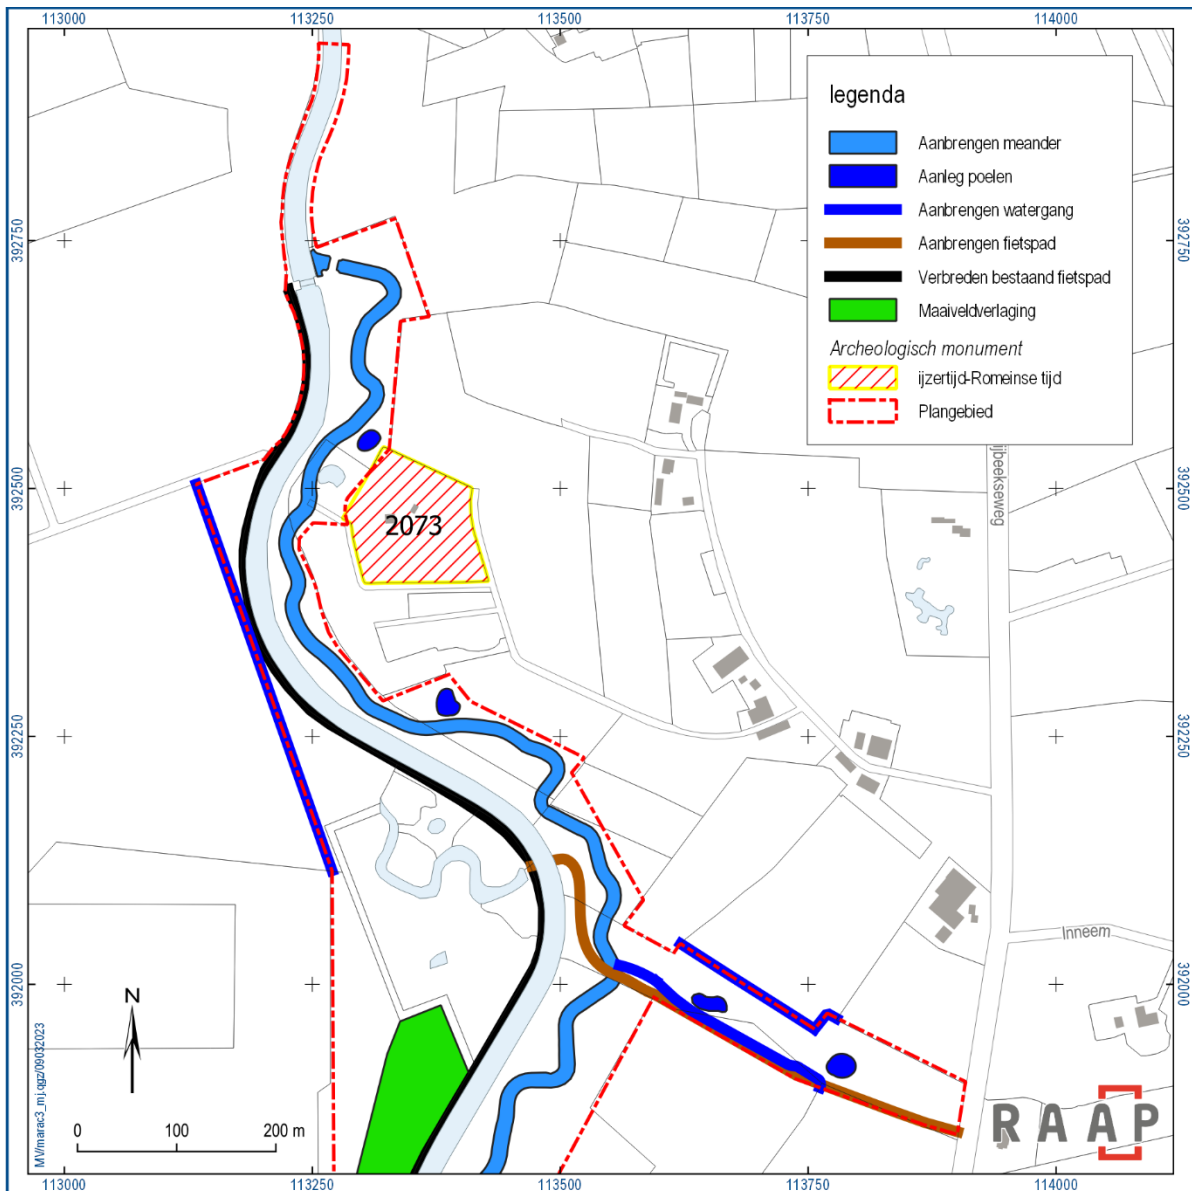 113000 113250 113500 113750 114000
legenda
Aanbrengen meander
Aanleg poelen
Aanbrengen watergang
Aanbrengen fietspad
Verbreden bestaand fietspad
Maaiveldverlaging
Archeologisch monument
ijzertijd-Romeinse tijd
Plangebied
392750 392750
392500 392500
2073
ijbeekseweg
392250 392250
Inneem
392000 392000
N
MV/marac3_mj.qgz/09032023
0 100 200 m
RAAP
113000 113250 113500 113750 114000